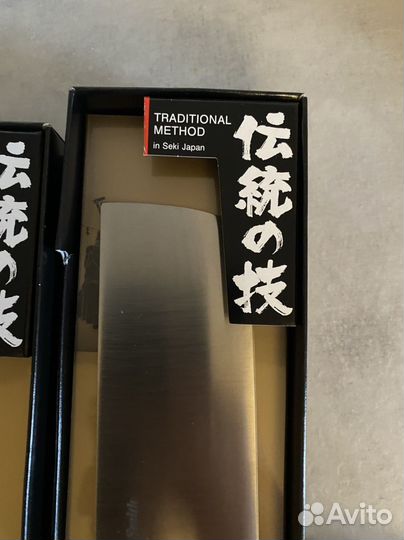 TRADITIONAL
METHOD
in Seki Japan
伝統の技
伝統の技
Avito